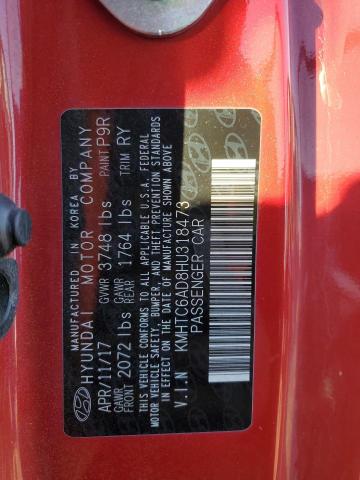 MANUFACTURED IN KOREA BY
HYUNDAI MOTOR COMPANY
APR/11/17 GVWR 3748 lbs PAINT P9R
GAWR FRONT 2072 lbs GAWR REAR 1764 lbs TRIM RY
THIS VEHICLE CONFORMS TO ALL APPLICABLE U.S.A. FEDERAL
MOTOR VEHICLE SAFETY, BUMPER, AND THEFT PREVENTION STANDARDS
IN EFFECT ON THE DATE OF MANUFACTURE SHOWN ABOVE.
V.I.N KMHTC6AD8HU318473
PASSENGER CAR